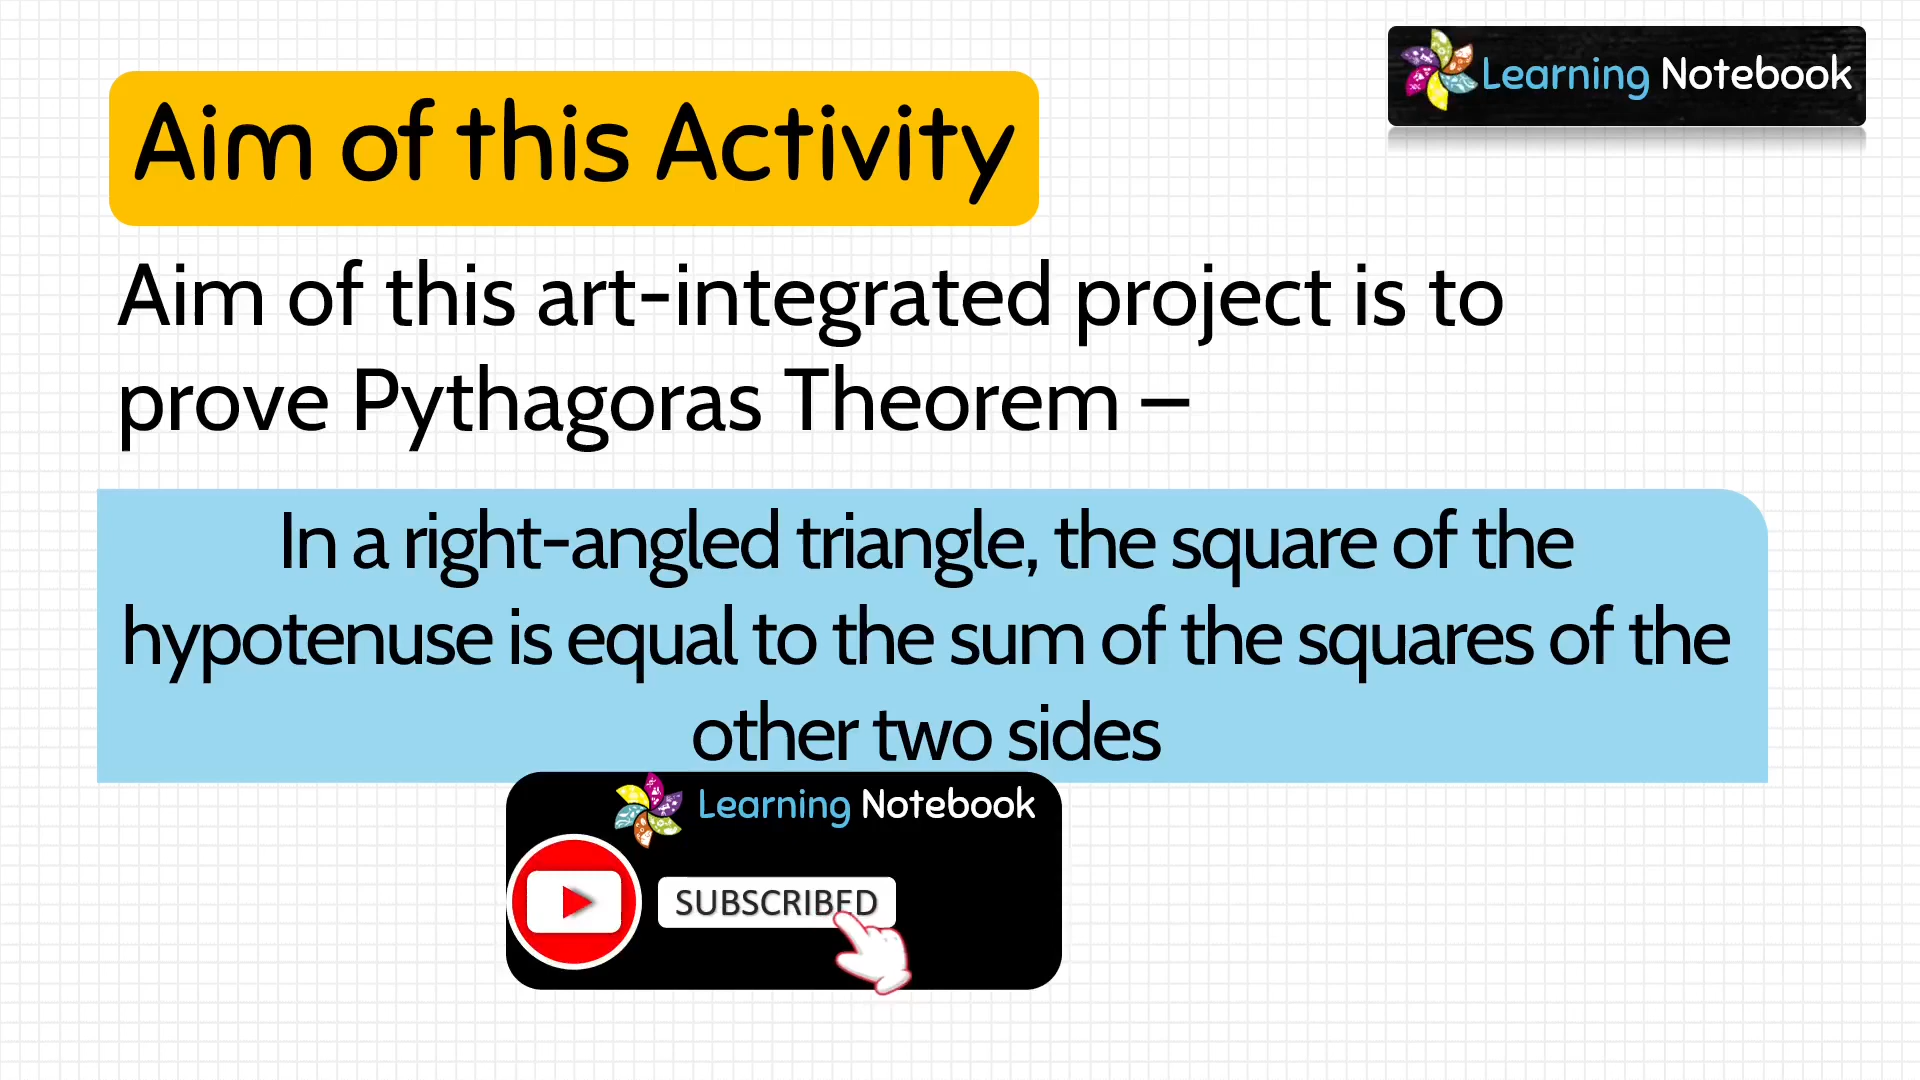 Learning Notebook
Aim of this Activity
Aim of this art-integrated project is to
prove Pythagoras Theorem –
In a right-angled triangle, the square of the
hypotenuse is equal to the sum of the squares of the
other two sides
Learning Notebook
SUBSCRIBED